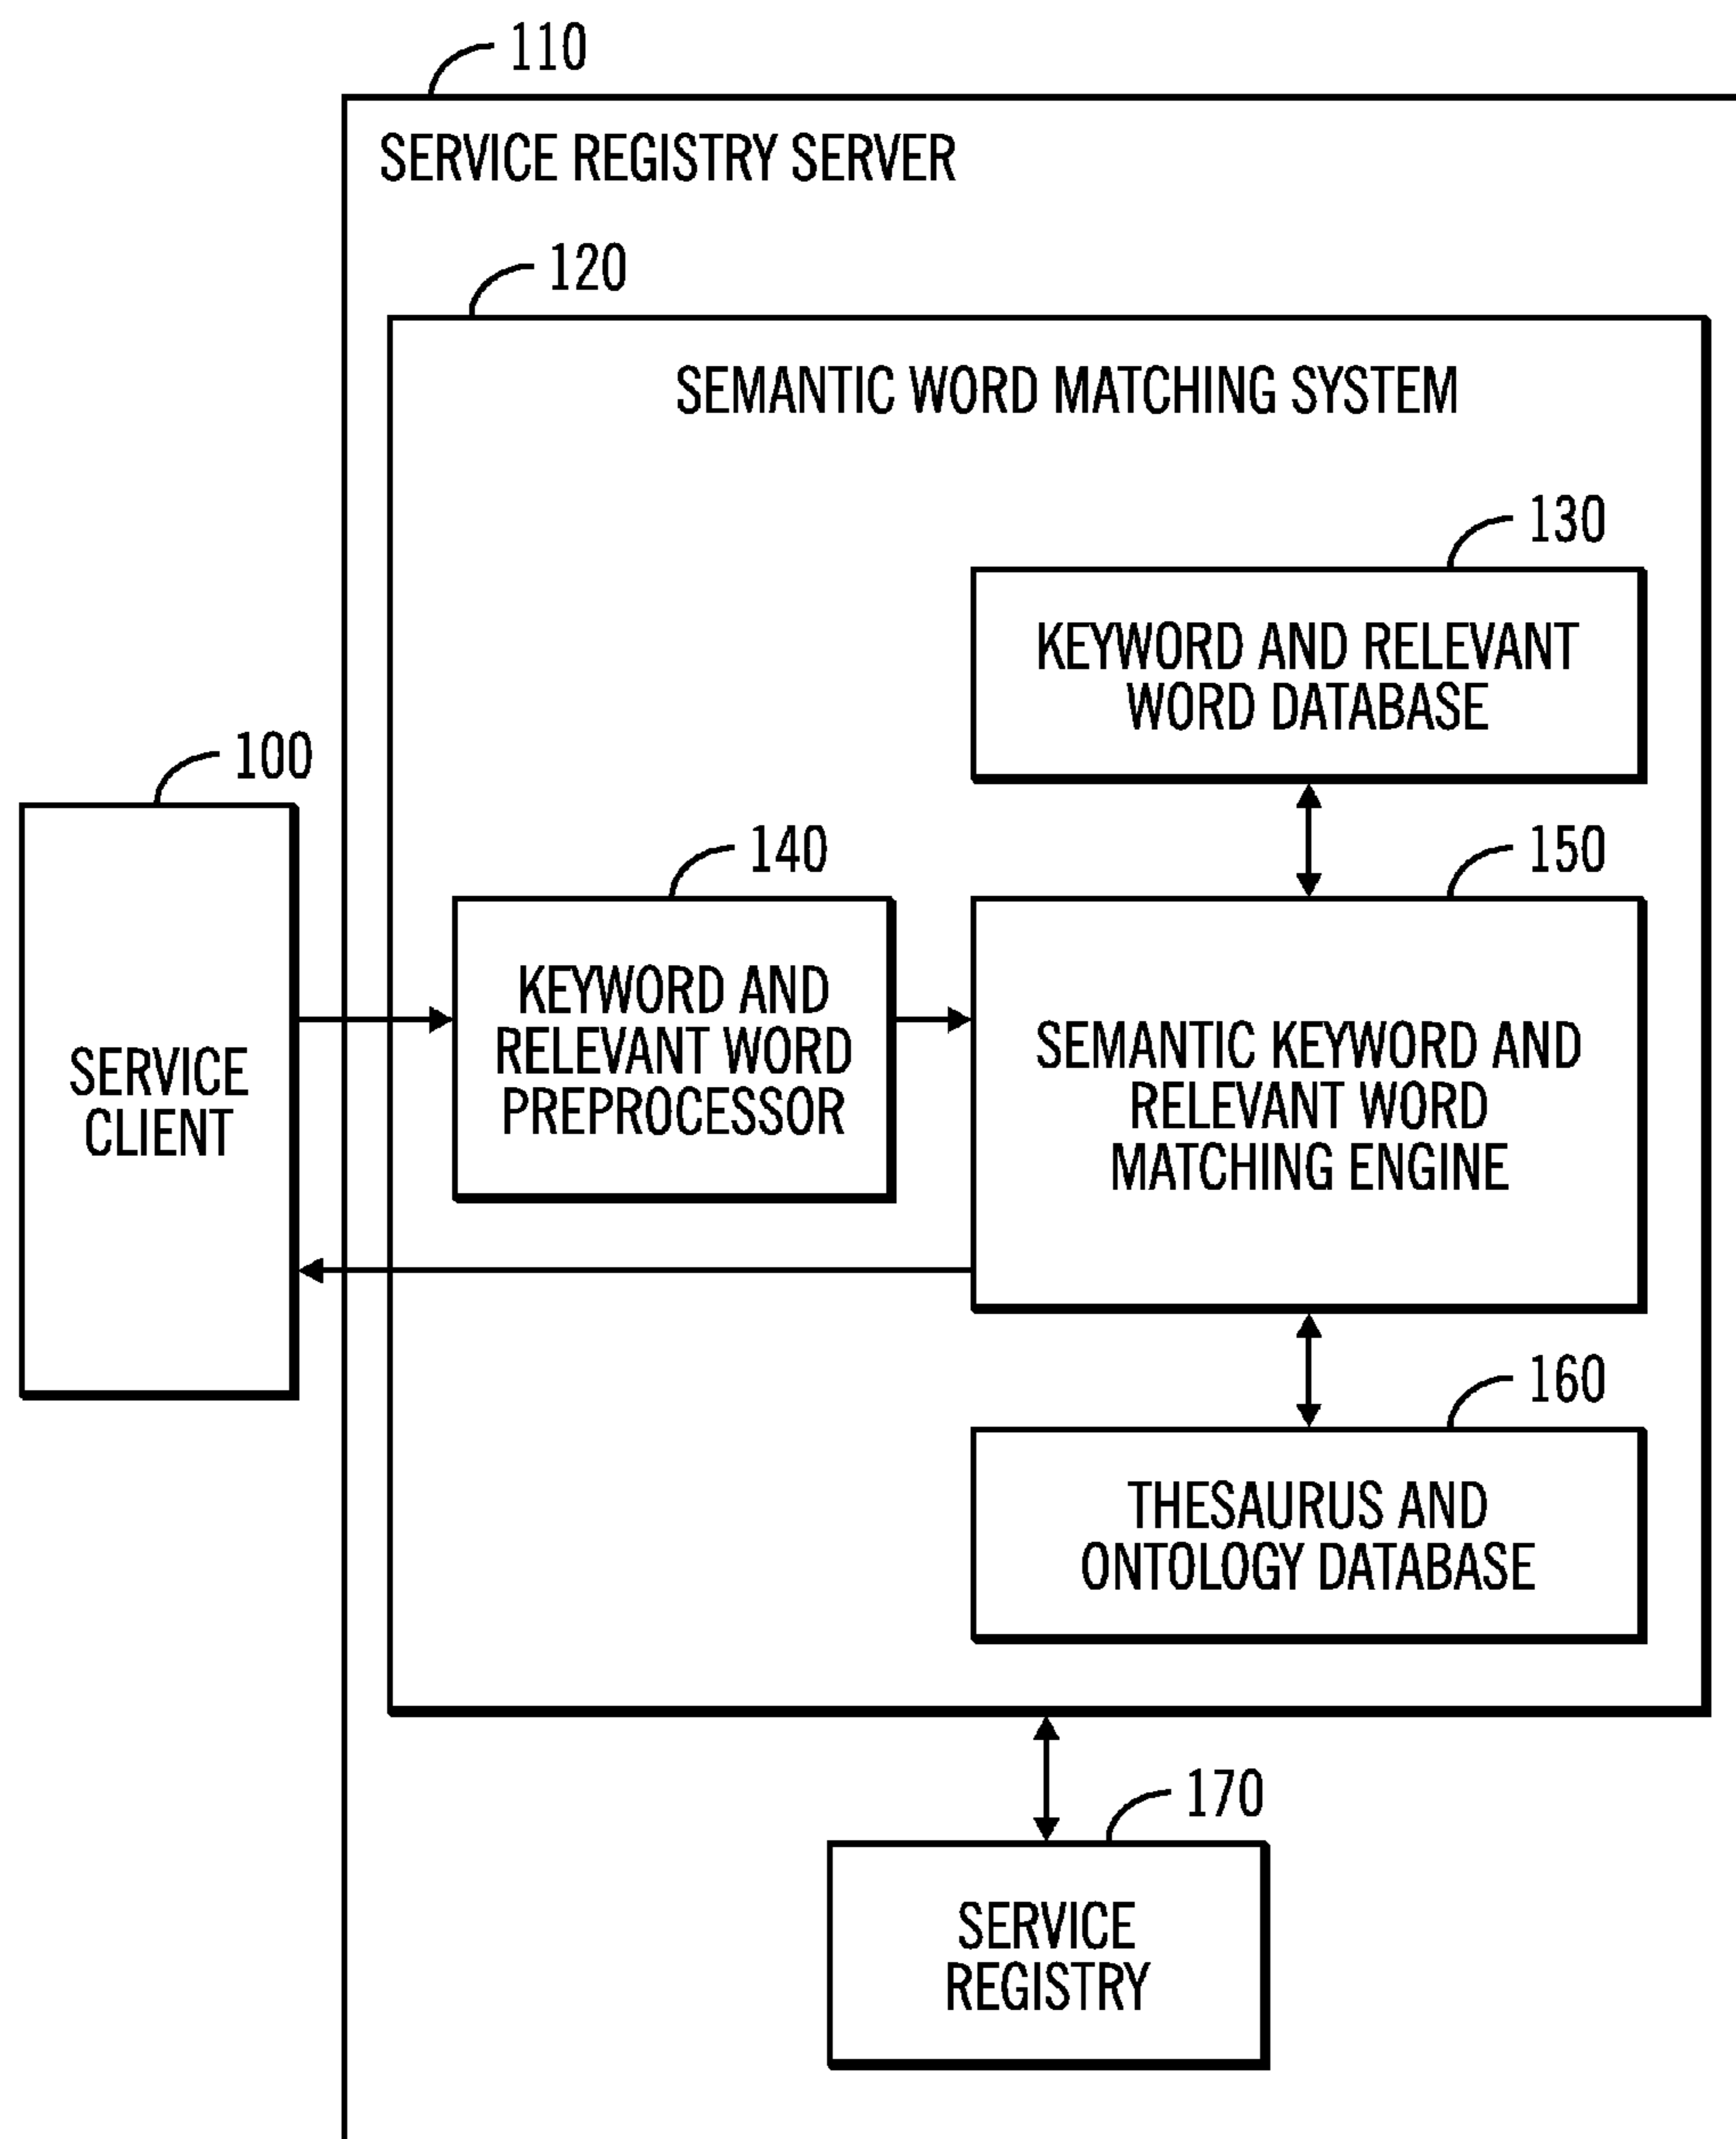 110
SERVICE REGISTRY SERVER
120
SEMANTIC WORD MATCHING SYSTEM
130
KEYWORD AND RELEVANT
WORD DATABASE
100
SERVICE
CLIENT
140
KEYWORD AND
RELEVANT WORD
PREPROCESSOR
150
SEMANTIC KEYWORD AND
RELEVANT WORD
MATCHING ENGINE
160
THESAURUS AND
ONTOLOGY DATABASE
170
SERVICE
REGISTRY